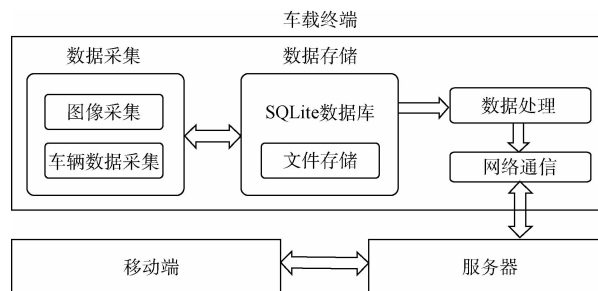 车载终端
数据采集
数据存储
图像采集
车辆数据采集
SQLite数据库
文件存储
数据处理
网络通信
移动端
服务器